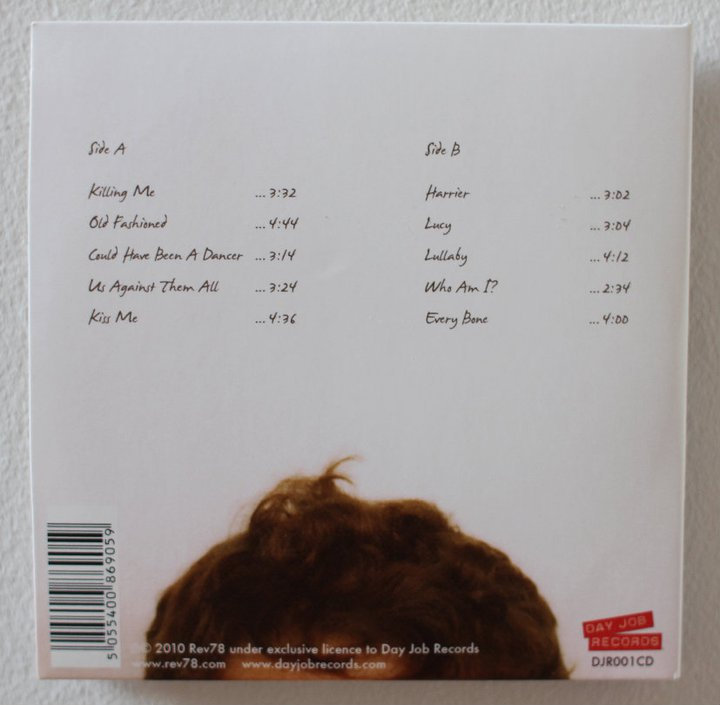 Side A
Killing Me ... 3:32
Old Fashioned ... 4:44
Could Have Been A Dancer ... 3:14
Us Against Them All ... 3:24
Kiss Me ... 4:36
Side B
Harrier ... 3:02
Lucy ... 3:04
Lullaby ... 4:12
Who Am I? ... 2:34
Every Bone ... 4:00
5 055400 869059
© 2010 Rev78 under exclusive licence to Day Job Records
www.rev78.com www.dayjobrecords.com
DAY JOB
RECORDS
DJR001CD